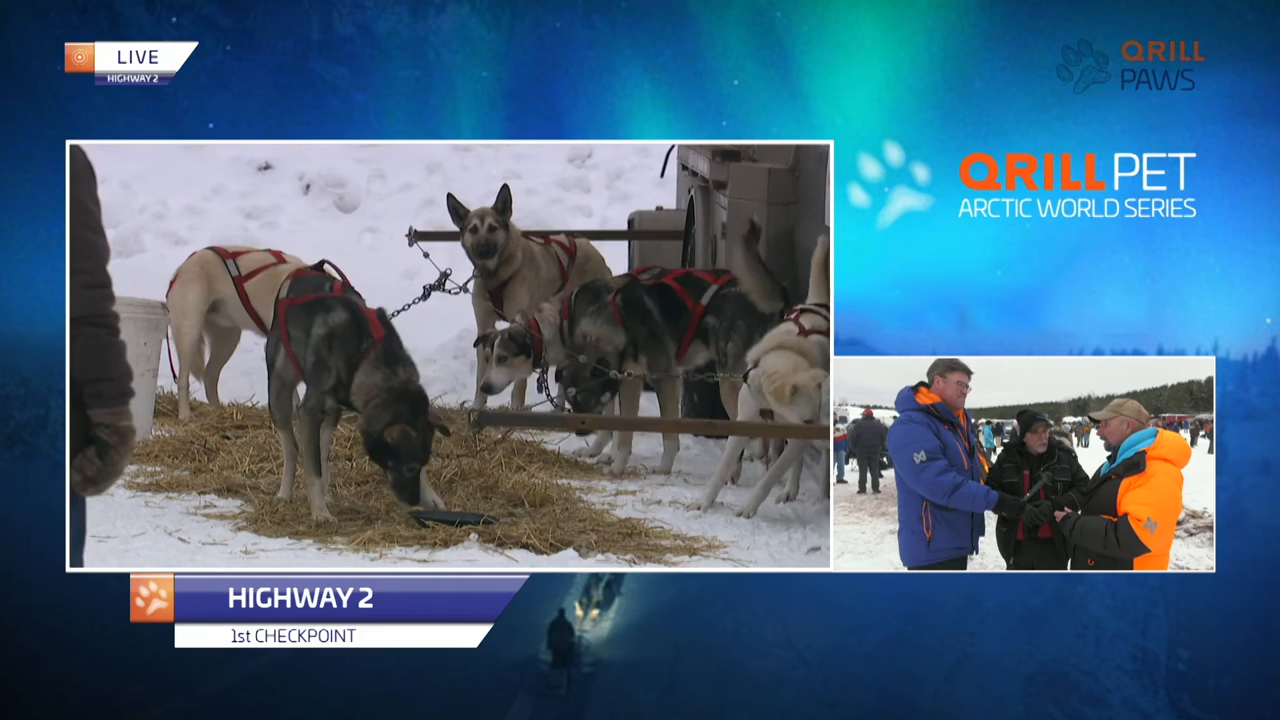 LIVE
HIGHWAY 2
QRILL
PAWS
QRILL PET
ARCTIC WORLD SERIES
HIGHWAY 2
1st CHECKPOINT